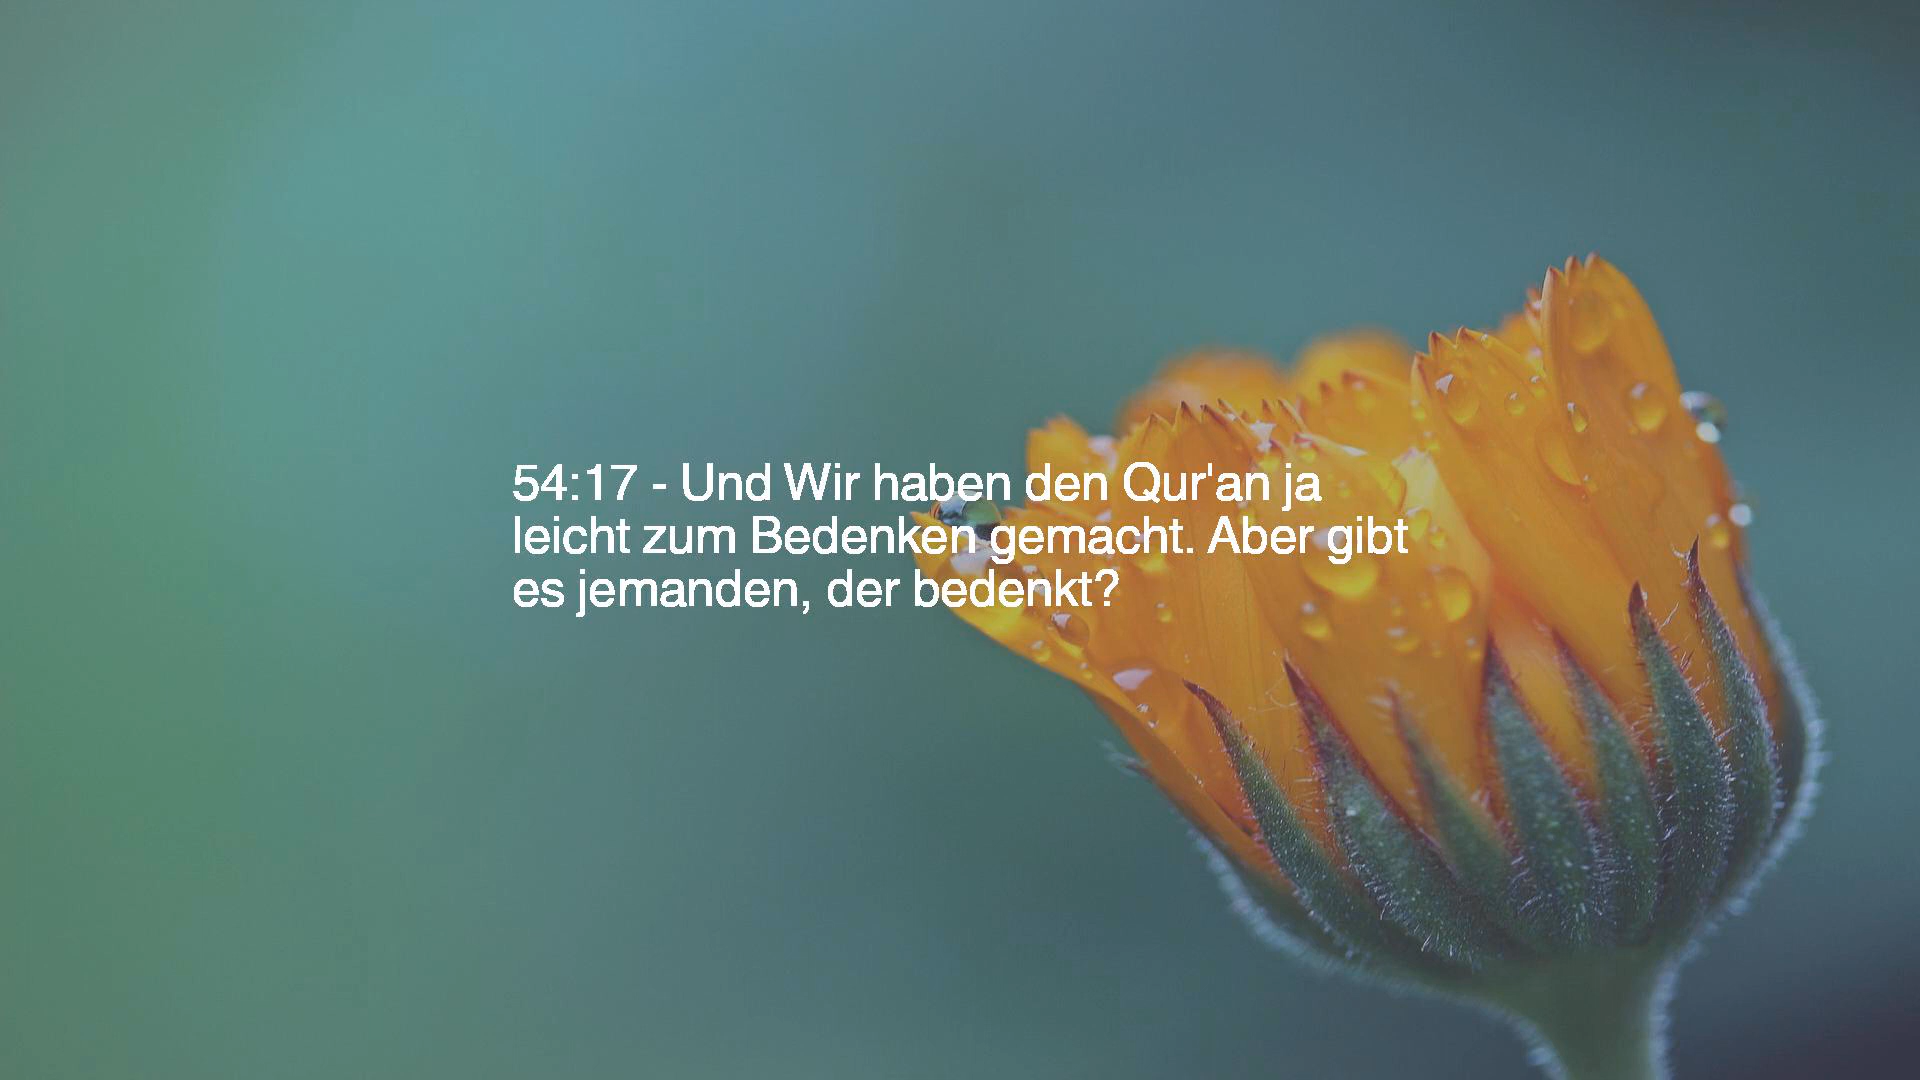 54:17 - Und Wir haben den Qur'an ja
leicht zum Bedenken gemacht. Aber gibt
es jemanden, der bedenkt?